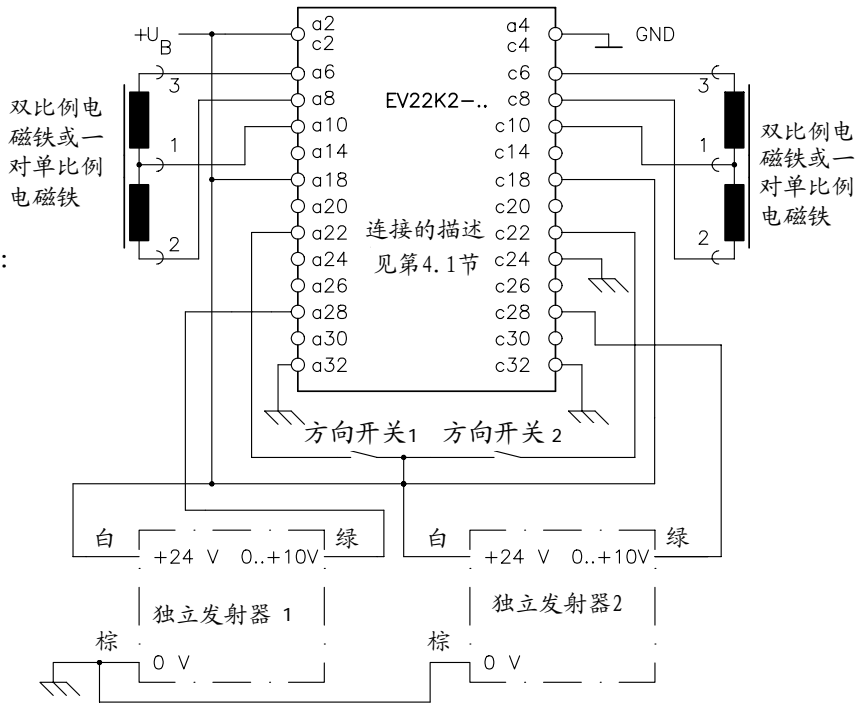 +U_B
a2
c2
a4
c4
GND
3
a6
c6
3
双比例电
磁铁或一
对单比例
电磁铁
a8
EV22K2-..
c8
双比例电
磁铁或一
对单比例
电磁铁
1
a10
c10
1
a14
c14
a18
c18
a20
c20
2
a22
连接的描述
c22
2
:
a24
见第4.1节
c24
a26
c26
a28
c28
a30
c30
a32
c32
方向开关1 方向开关2
白
+24 V 0..+10V
绿
白
+24 V 0..+10V
绿
独立发射器 1
独立发射器2
棕
0 V
棕
0 V